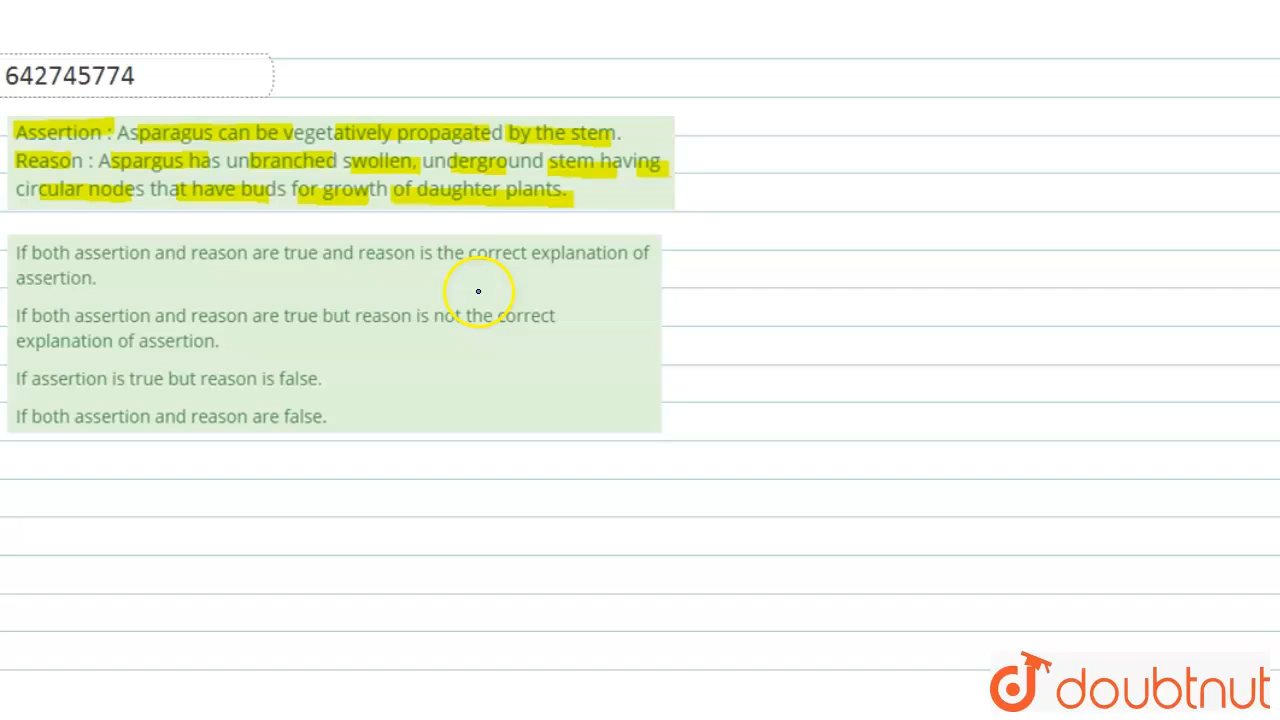 642745774
Assertion : Asparagus can be vegetatively propagated by the stem.
Reason : Aspargus has unbranched swollen, underground stem having
circular nodes that have buds for growth of daughter plants.
If both assertion and reason are true and reason is the correct explanation of
assertion.
If both assertion and reason are true but reason is not the correct
explanation of assertion.
If assertion is true but reason is false.
If both assertion and reason are false.
doubtnut